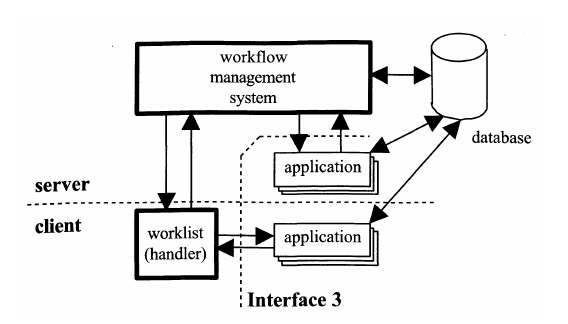 workflow
management
system
database
application
server
client
worklist
(handler)
application
Interface 3